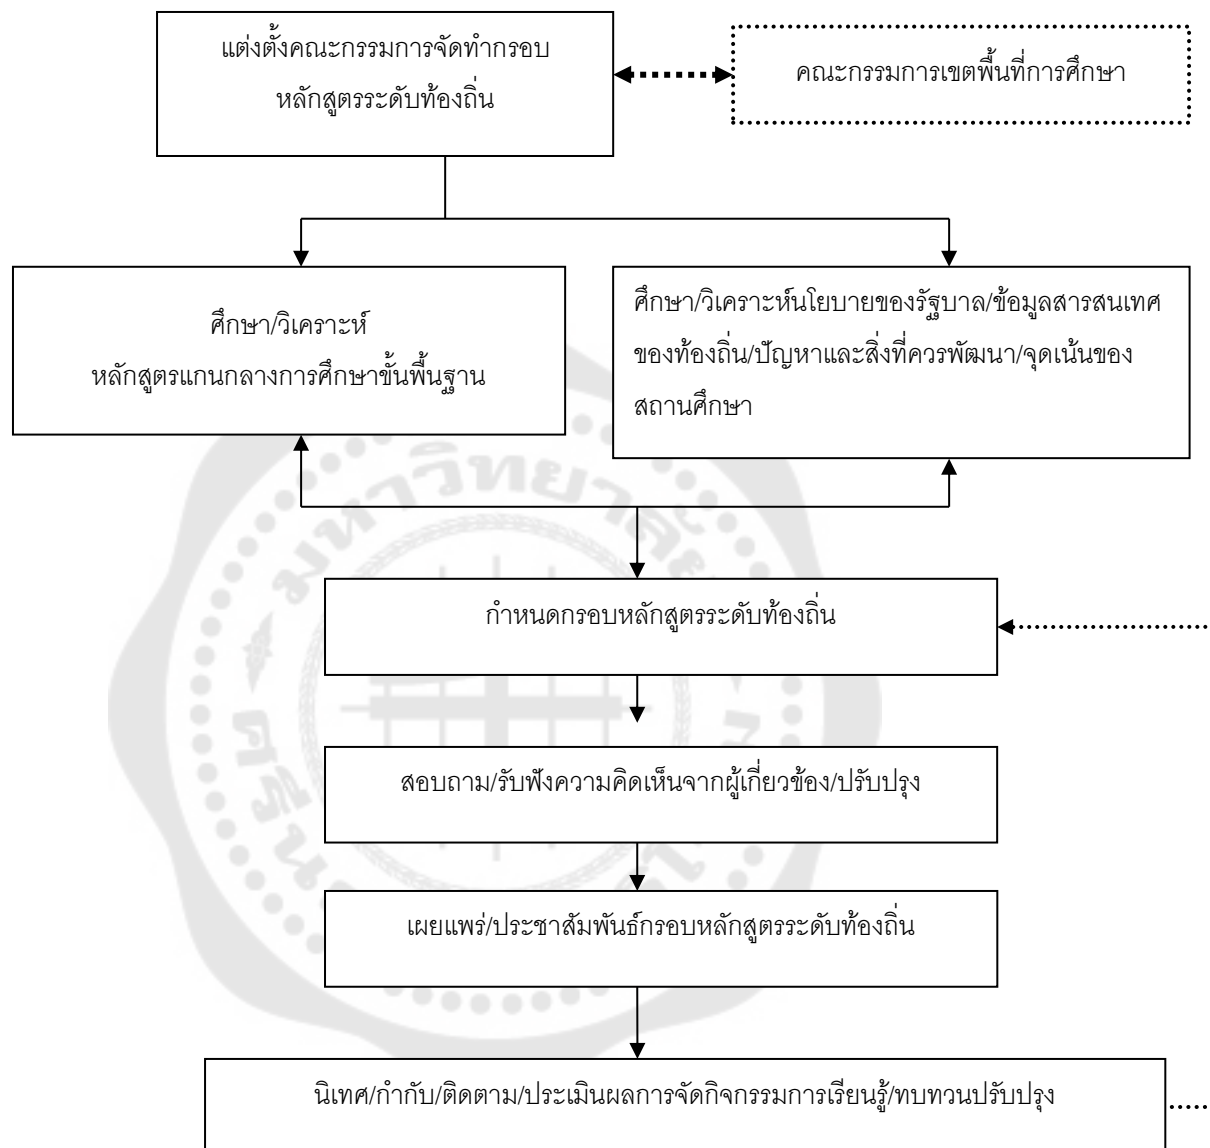 แต่งตั้งคณะกรรมการจัดทำกรอบ
หลักสูตรระดับท้องถิ่น
คณะกรรมการเขตพื้นที่การศึกษา
ศึกษา/วิเคราะห์
หลักสูตรแกนกลางการศึกษาขั้นพื้นฐาน
ศึกษา/วิเคราะห์นโยบายของรัฐบาล/ข้อมูลสารสนเทศ
ของท้องถิ่น/ปัญหาและสิ่งที่ควรพัฒนา/จุดเน้นของ
สถานศึกษา
กำหนดกรอบหลักสูตรระดับท้องถิ่น
สอบถาม/รับฟังความคิดเห็นจากผู้เกี่ยวข้อง/ปรับปรุง
เผยแพร่/ประชาสัมพันธ์กรอบหลักสูตรระดับท้องถิ่น
นิเทศ/กำกับ/ติดตาม/ประเมินผลการจัดกิจกรรมการเรียนรู้/ทบทวนปรับปรุง